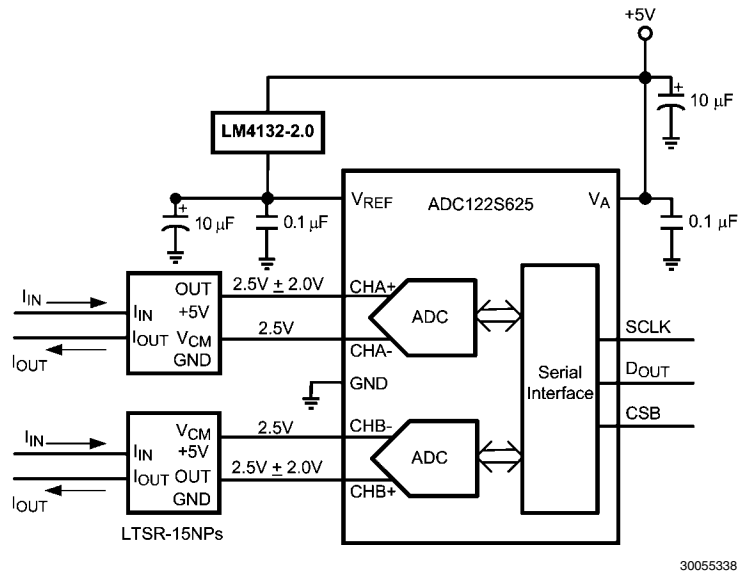 +5V
+
10 μF
LM4132-2.0
+
10 μF
0.1 μF
VREF
ADC122S625
VA
0.1 μF
IIN
IIN
IOUT
IOUT
OUT
+5V
VCM
GND
2.5V ± 2.0V
2.5V
CHA+
CHA-
ADC
GND
Serial
Interface
SCLK
DOUT
CSB
IIN
IIN
IOUT
IOUT
VCM
+5V
OUT
GND
2.5V
2.5V ± 2.0V
CHB-
CHB+
ADC
LTSR-15NPs
30055338